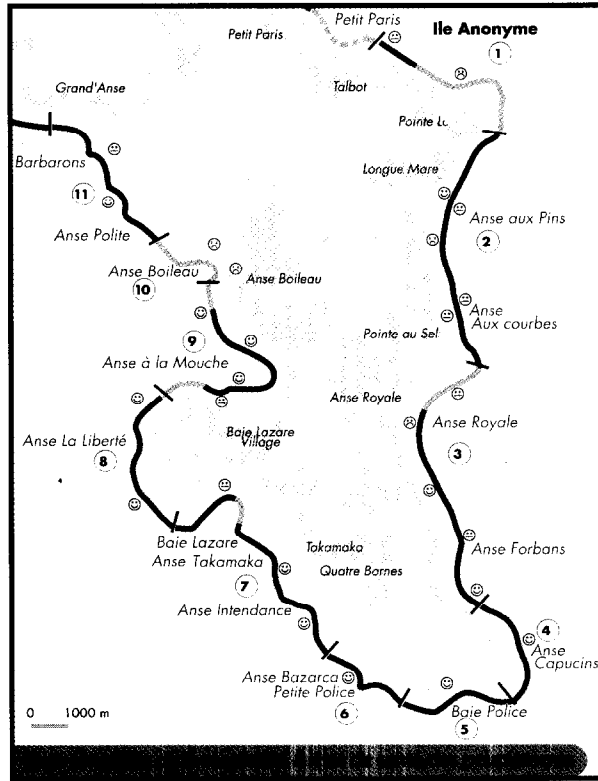 Petit Paris
Petit Paris
Ile Anonyme
1
Talbot
Grand'Anse
Pointe
Longue Mare
Barbarons
11
Anse aux Pins
2
Anse Polite
Anse Boileau
10
Anse Boileau
Anse
Aux courbes
Pointe au Sel
9
Anse à la Mouche
Anse Royale
Anse Royale
3
Baie Lazare
Village
Anse La Liberté
8
Baie Lazare
Anse Takamaka
7
Takamaka
Quatre Bornes
Anse Forbans
Anse Intendance
4
Anse
Capucins
Anse Bazarca
Petite Police
6
Baie Police
5
0 1000 m